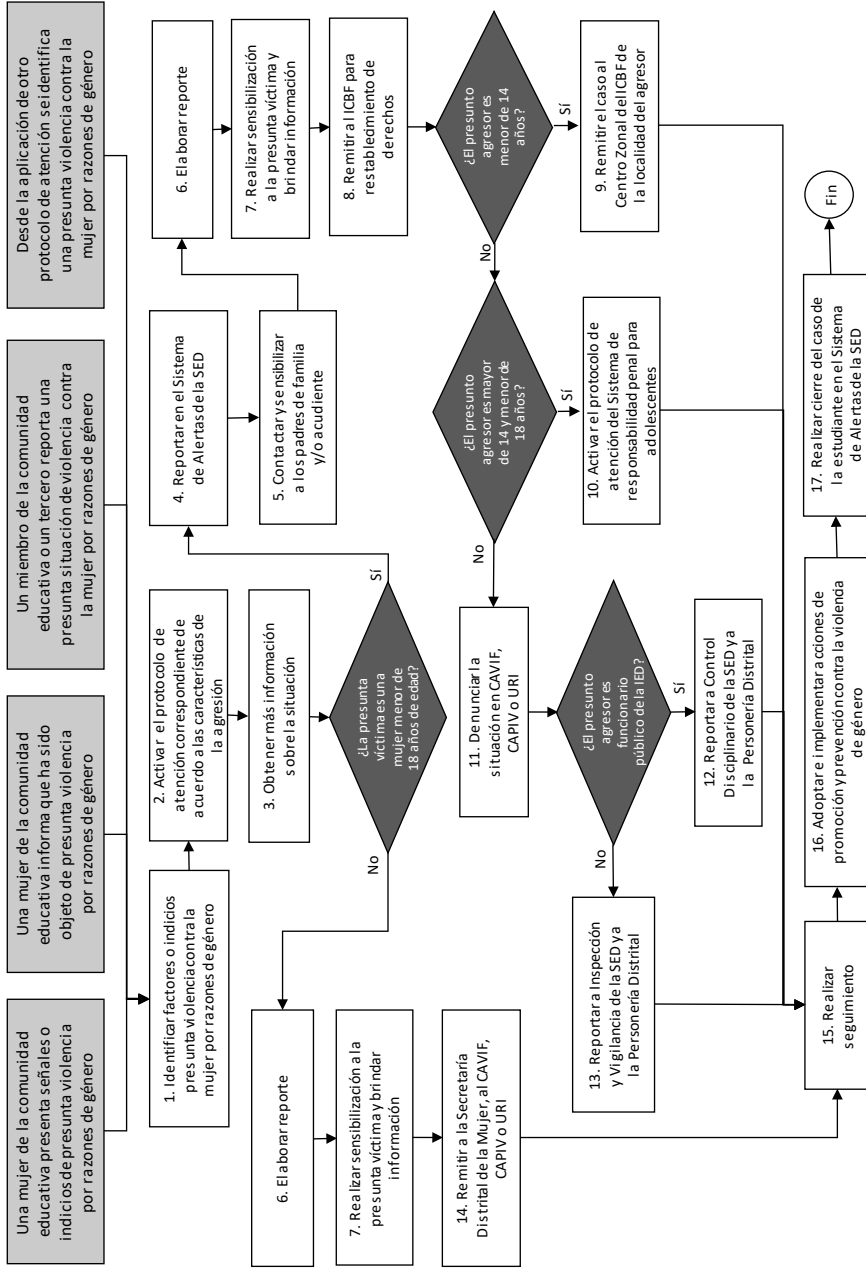 Una mujer de la comunidad
educativa presenta señales o
indicios de presunta violencia
por razones de género
Una mujer de la comunidad
educativa informa que ha sido
objeto de presunta violencia
por razones de género
Un miembro de la comunidad
educativa o un tercero reporta una
presunta situación de violencia contra
la mujer por razones de género
Desde la aplicación de otro
protocolo de atención se identifica
una presunta violencia contra la
mujer por razones de género
1. Identificar factores o indicios
presunta violencia contra la
mujer por razones de género
2. Activar el protocolo de
atención correspondiente de
acuerdo a las características de
la agresión
3. Obtener más información
sobre la situación
¿La presunta
víctima es una
mujer menor de
18 años de edad?
No
Sí
4. Reportar en el Sistema
de Alertas de la SED
5. Contactar y sensibilizar
a los padres de familia
y/o acudiente
6. Elaborar reporte
7. Realizar sensibilización
a la presunta víctima y
brindar información
8. Remitir al ICBF para
restablecimiento de
derechos
¿El presunto
agresor es
menor de 14
años?
Sí
No
9. Remitir el caso al
Centro Zonal del ICBF de
la localidad del agresor
¿El presunto
agresor es mayor
de 14 y menor de
18 años?
Sí
No
10. Activar el protocolo de
atención del Sistema de
responsabilidad penal para
adolescentes
11. Denunciar la
situación en CAVIF,
CAPIV o URI
¿El presunto
agresor es
funcionario
público de la IED?
Sí
No
12. Reportar a Control
Disciplinario de la SED y a
la Personería Distrital
13. Reportar a Inspección
y Vigilancia de la SED y a
la Personería Distrital
6. Elaborar reporte
7. Realizar sensibilización a la
presunta víctima y brindar
información
14. Remitir a la Secretaría
Distrital de la Mujer, al CAVIF,
CAPIV o URI
15. Realizar
seguimiento
16. Adoptar e implementar acciones de
promoción y prevención contra la violencia
de género
17. Realizar cierre del caso de
la estudiante en el Sistema
de Alertas de la SED
Fin